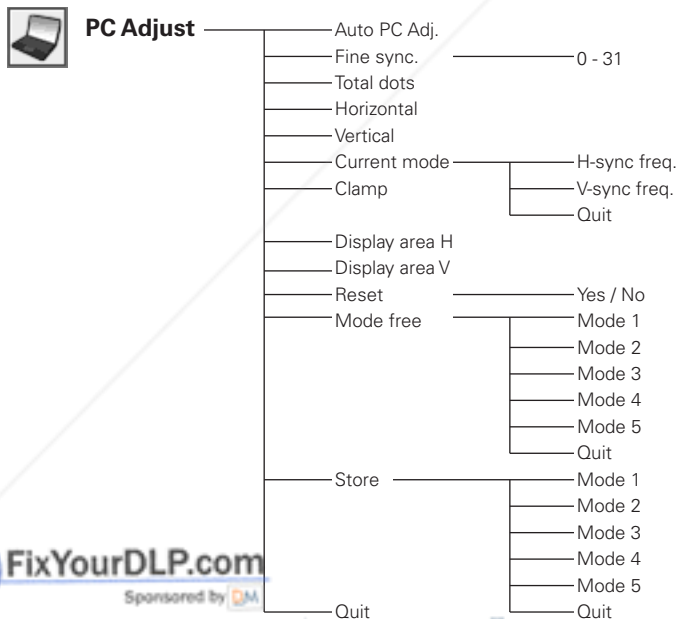 PC Adjust
Auto PC Adj.
Fine sync. 0 - 31
Total dots
Horizontal
Vertical
Current mode H-sync freq.
Clamp V-sync freq.
Quit
Display area H
Display area V
Reset Yes / No
Mode free Mode 1
Mode 2
Mode 3
Mode 4
Mode 5
Quit
Store Mode 1
Mode 2
Mode 3
Mode 4
Mode 5
Quit Quit
FixYourDLP.com
Sponsored by DM